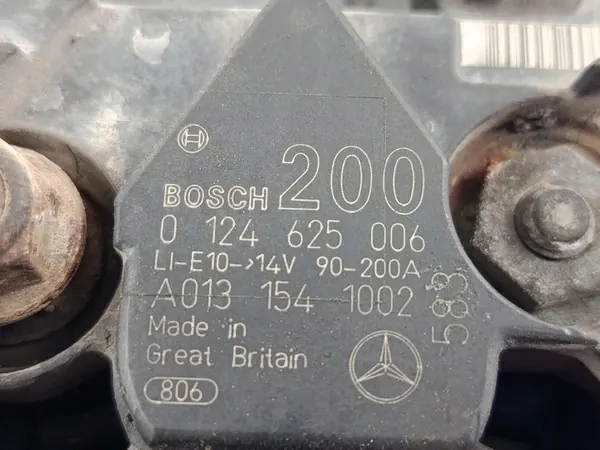 BOSCH 200
0 124 625 006
LI-E10->14V 90-200A
A013 154 1002
Made in
Great Britain
806
583